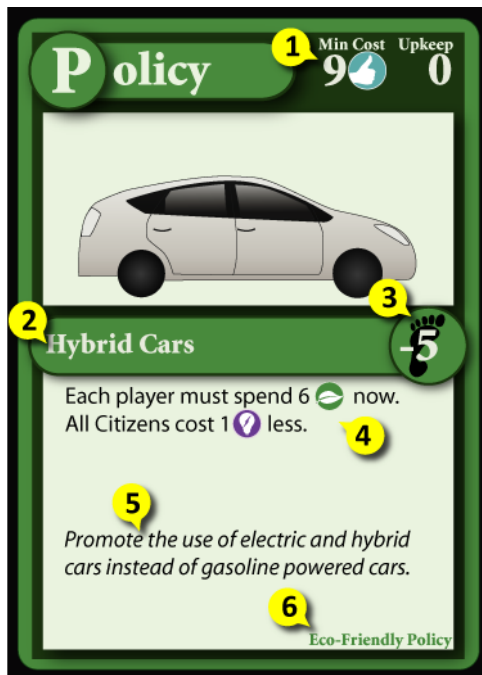 Policy
1
Min Cost Upkeep
9 0
3
2
Hybrid Cars
-5
Each player must spend 6 now.
All Citizens cost 1 less.
4
5
Promote the use of electric and hybrid
cars instead of gasoline powered cars.
6
Eco-Friendly Policy